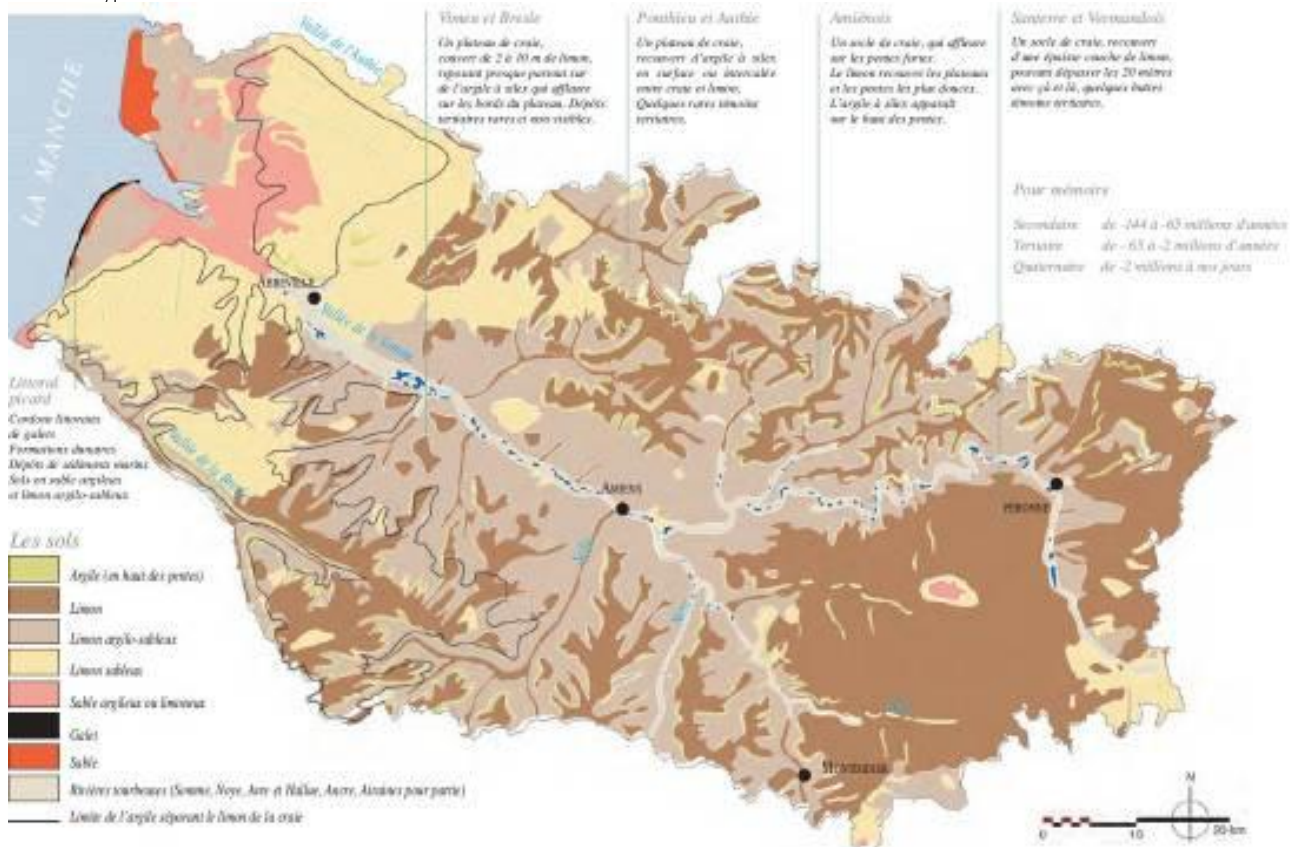 Vimeu et Bresle
Un plateau de craie,
couvert de 2 à 10 m de limon,
reposant presque partout sur
de l'argile à silex qui affleure
sur les bords du plateau. Dépôts
tertiaires rares et non visibles.
Ponthieu et Authie
Un plateau de craie,
recouvert d'argile à silex
en surface ou intercalée
entre craie et limon.
Quelques rares témoins
tertiaires.
Amiénois
Un socle de craie, qui affleure
sur les pentes fortes.
Le limon recouvre les plateaux
et les pentes les plus douces.
L'argile à silex apparaît
sur le haut des pentes.
Santerre et Vermandois
Un socle de craie, recouvert
d'une épaisse couche de limon,
pouvant dépasser les 20 mètres
avec çà et là, quelques buttes
témoins tertiaires.
Pour mémoire
Secondaire de -144 à -65 millions d'années
Tertiaire de -65 à -2 millions d'années
Quaternaire de -2 millions à nos jours
LA MANCHE
Vallée de l'Authie
ABBEVILLE
Vallée de la Somme
Vallée de la Bresle
AMIENS
PERONNE
MONTDIDIER
Littoral
picard
Cordons littoraux
de galets
Formations dunaires
Dépôts de sédiments marins
Sols en sable argileux
et limon argilo-sableux
Les sols
Argile (en haut des pentes)
Limon
Limon argilo-sableux
Limon sableux
Sable argileux ou limoneux
Galet
Sable
Rivières tourbeuses (Somme, Noye, Avre et Hallue, Ancre, Airaines pour partie)
Limite de l'argile séparant le limon de la craie
N
0 10 20 km